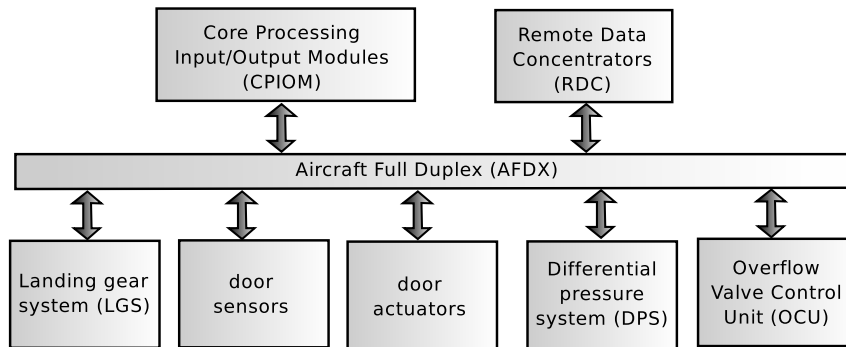 Core Processing
Input/Output Modules
(CPIOM)
Remote Data
Concentrators
(RDC)
Aircraft Full Duplex (AFDX)
Landing gear
system (LGS)
door
sensors
door
actuators
Differential
pressure
system (DPS)
Overflow
Valve Control
Unit (OCU)